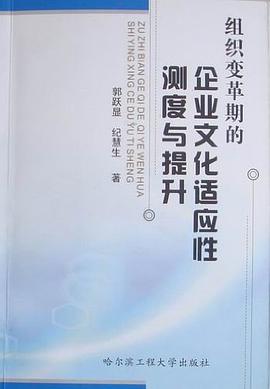 组织变革期的
企业文化适应性
测度与提升
ZU ZHI BIAN GE QI DE QI YE WEN HUA
SHI YING XING CE DU YU TI SHENG
郭跃显 纪慧生 著
哈尔滨工程大学出版社